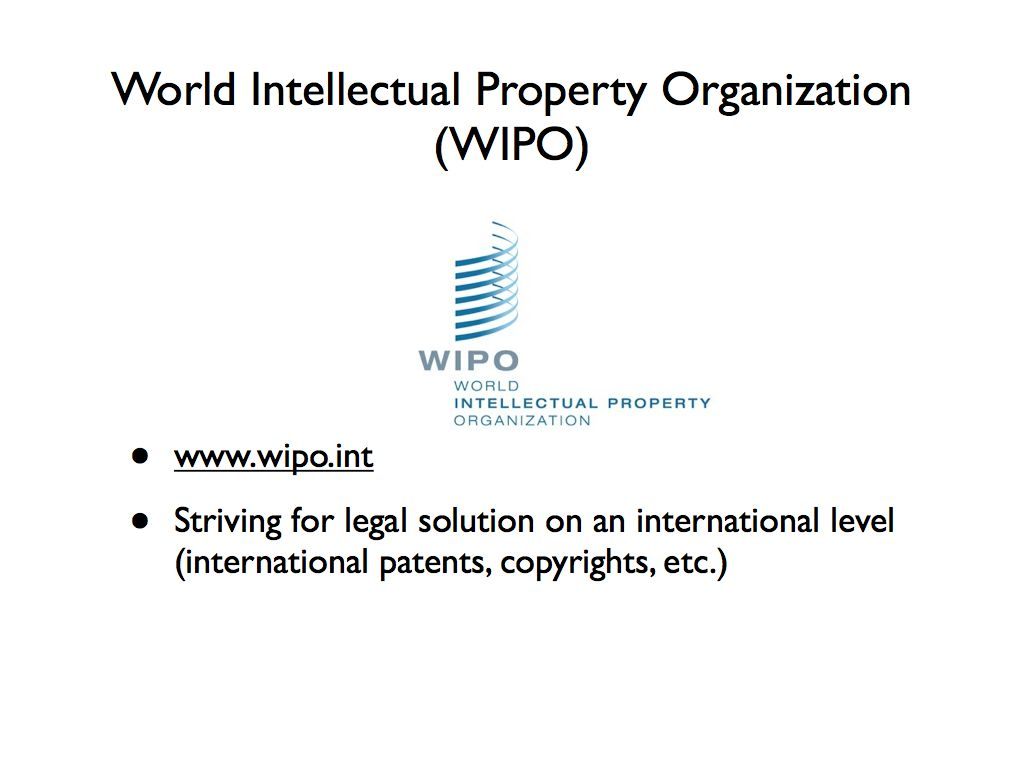 World Intellectual Property Organization
(WIPO)
WIPO
WORLD
INTELLECTUAL PROPERTY
ORGANIZATION
• www.wipo.int
• Striving for legal solution on an international level
(international patents, copyrights, etc.)